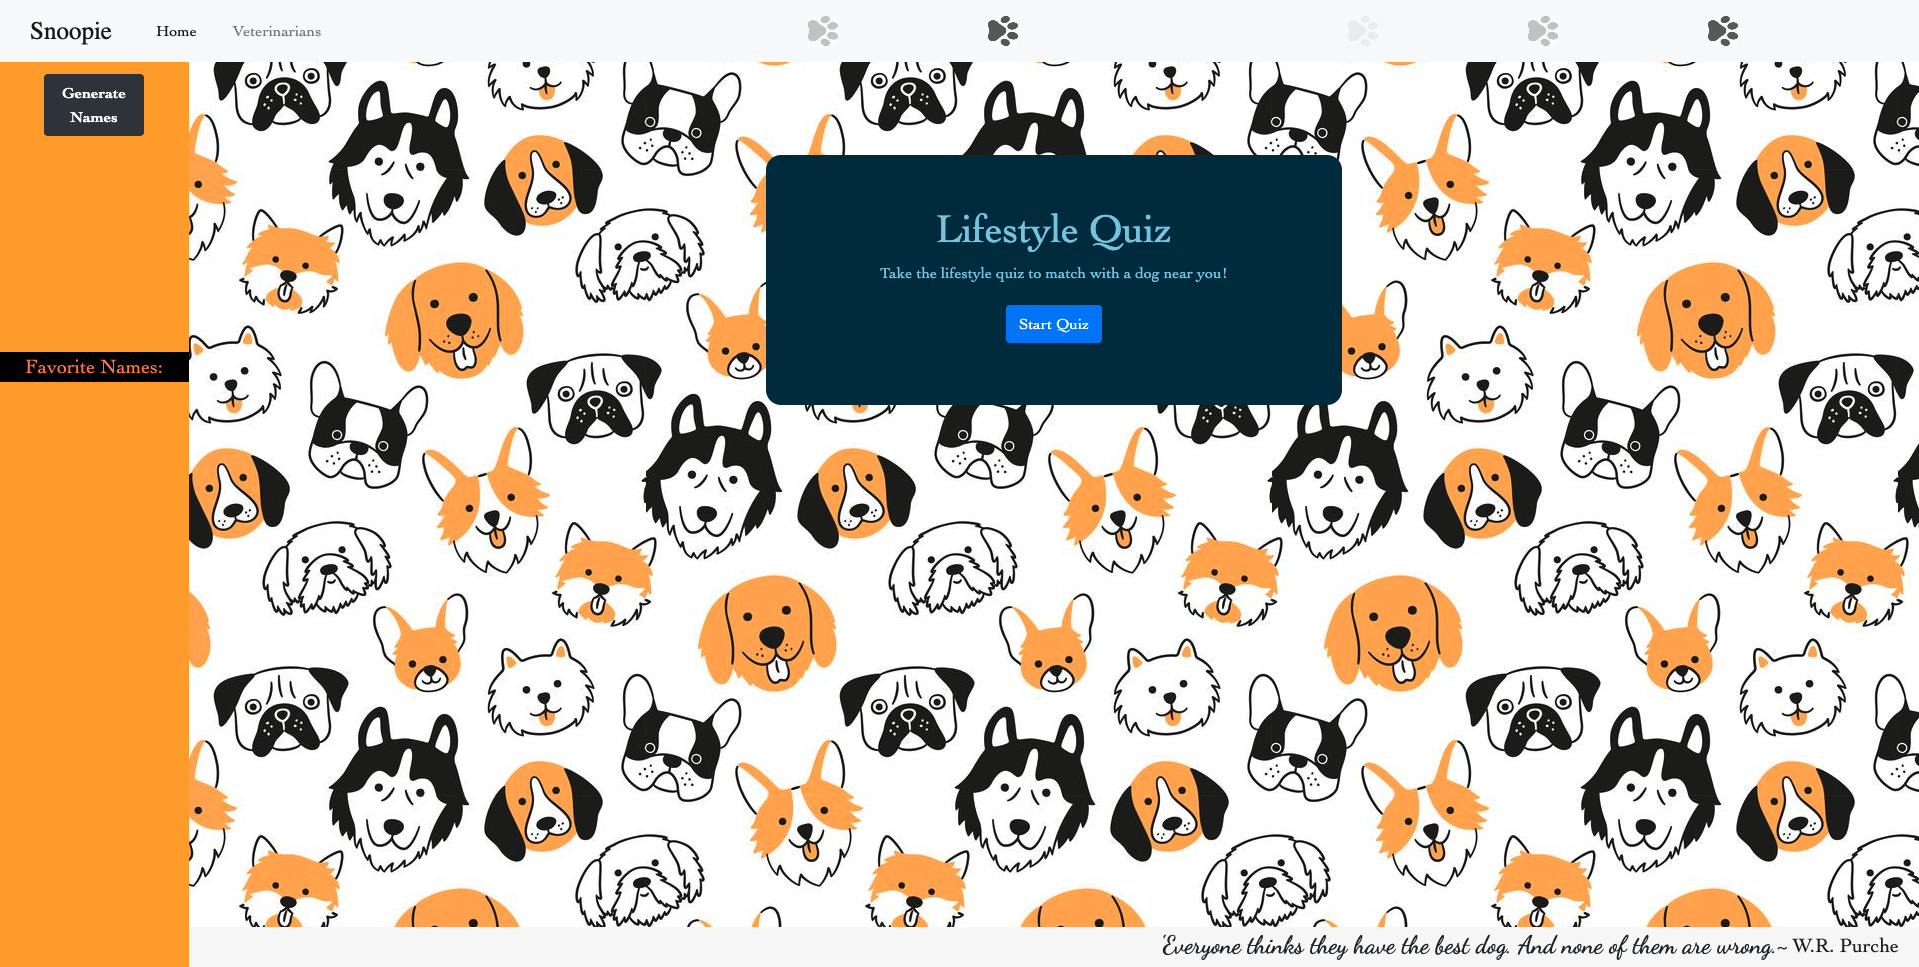 Snoopie
Home
Veterinarians
Generate
Names
Lifestyle Quiz
Take the lifestyle quiz to match with a dog near you!
Start Quiz
Favorite Names:
'Everyone thinks they have the best dog. And none of them are wrong.~ W.R. Purche